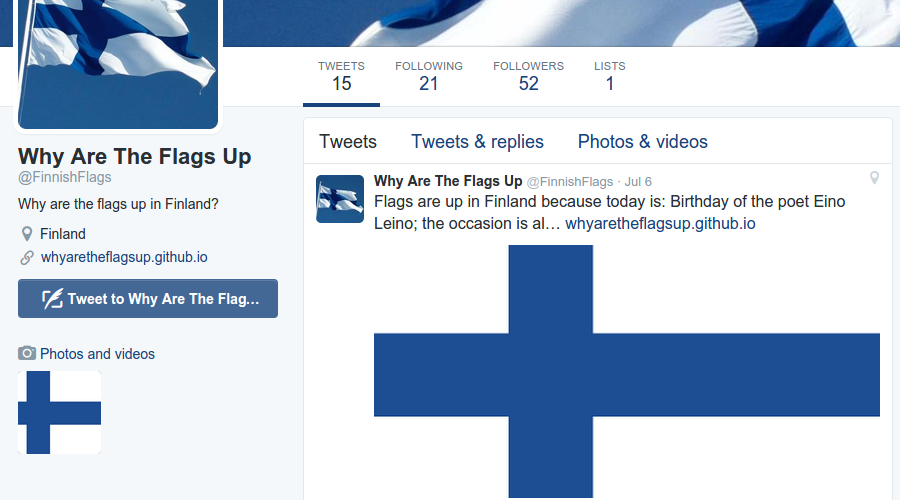 TWEETS FOLLOWING FOLLOWERS LISTS
15 21 52 1
Why Are The Flags Up
@FinnishFlags
Why are the flags up in Finland?
Finland
whyaretheflagsup.github.io
Tweet to Why Are The Flag...
Photos and videos
Tweets Tweets & replies Photos & videos
Why Are The Flags Up @FinnishFlags · Jul 6
Flags are up in Finland because today is: Birthday of the poet Eino
Leino; the occasion is al… whyaretheflagsup.github.io